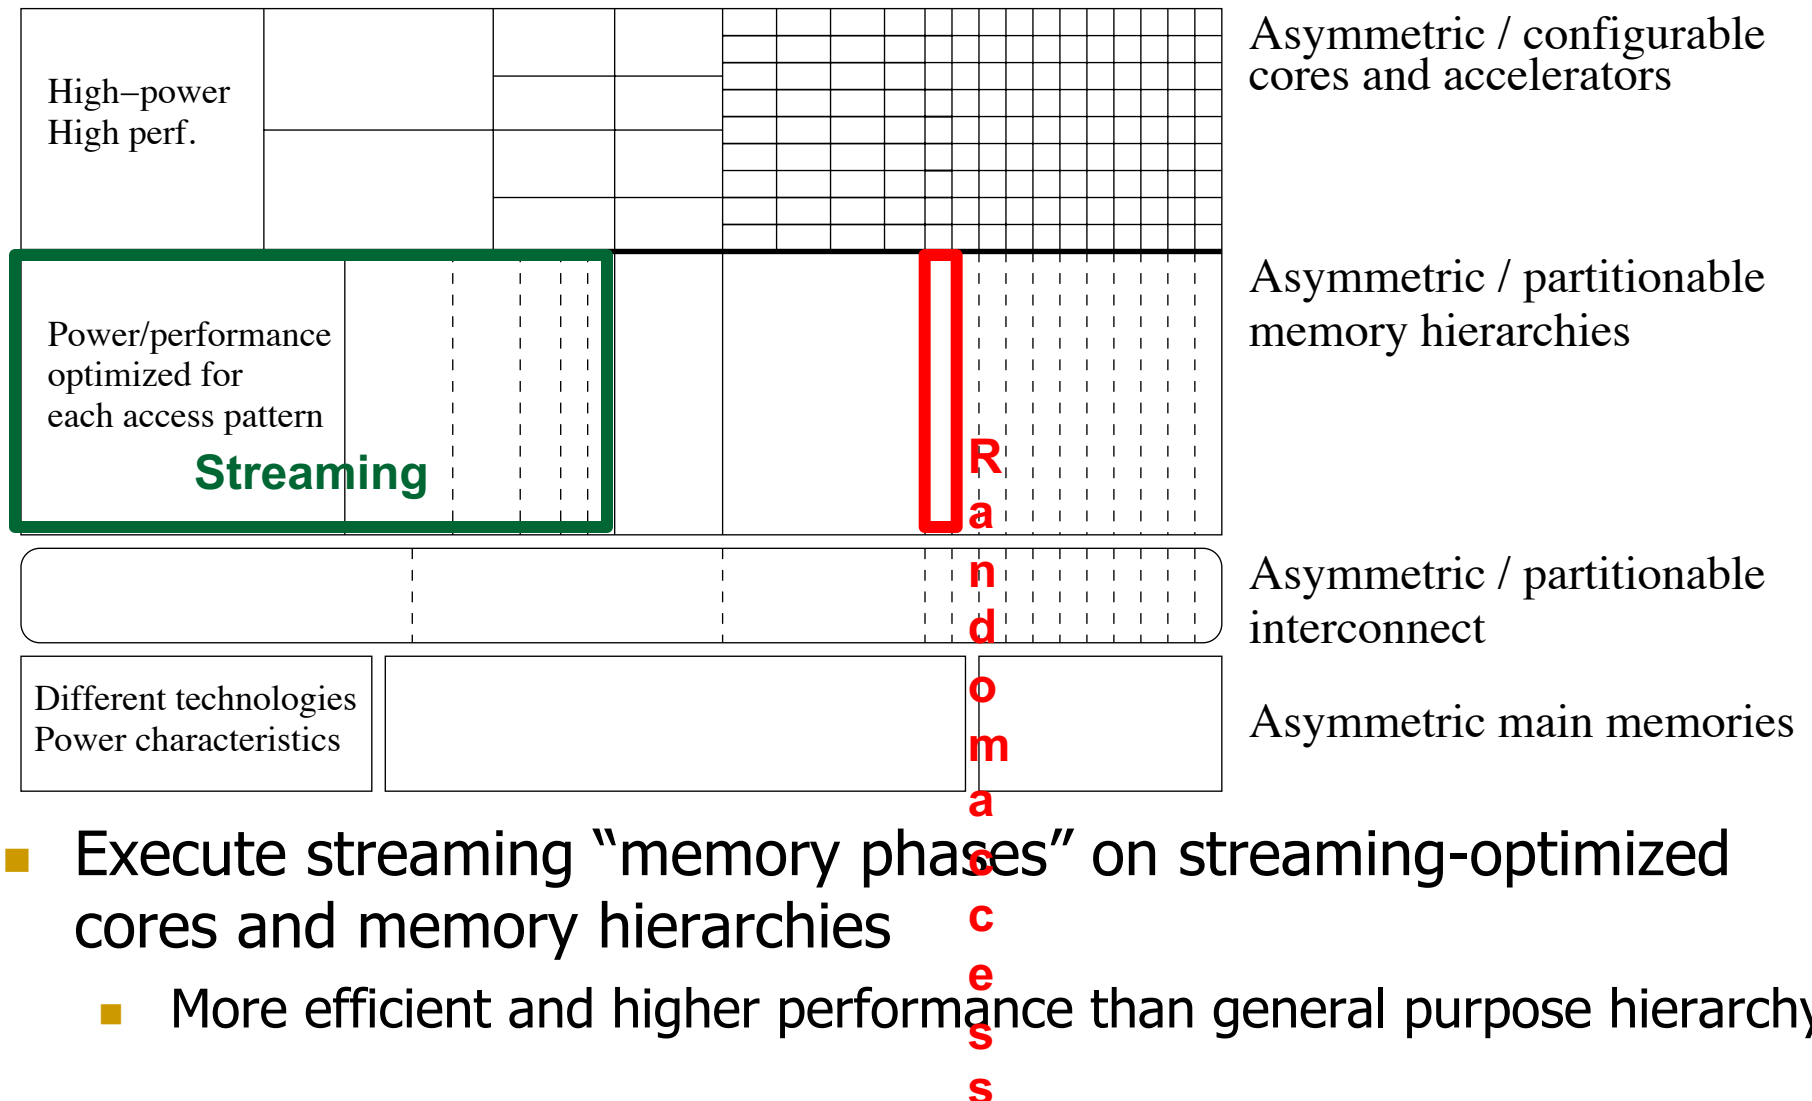 High−power
High perf.
Asymmetric / configurable
cores and accelerators
Power/performance
optimized for
each access pattern
Streaming
Asymmetric / partitionable
memory hierarchies
Random access
Asymmetric / partitionable
interconnect
Different technologies
Power characteristics
Asymmetric main memories
Execute streaming “memory phases” on streaming-optimized
cores and memory hierarchies
More efficient and higher performance than general purpose hierarchy